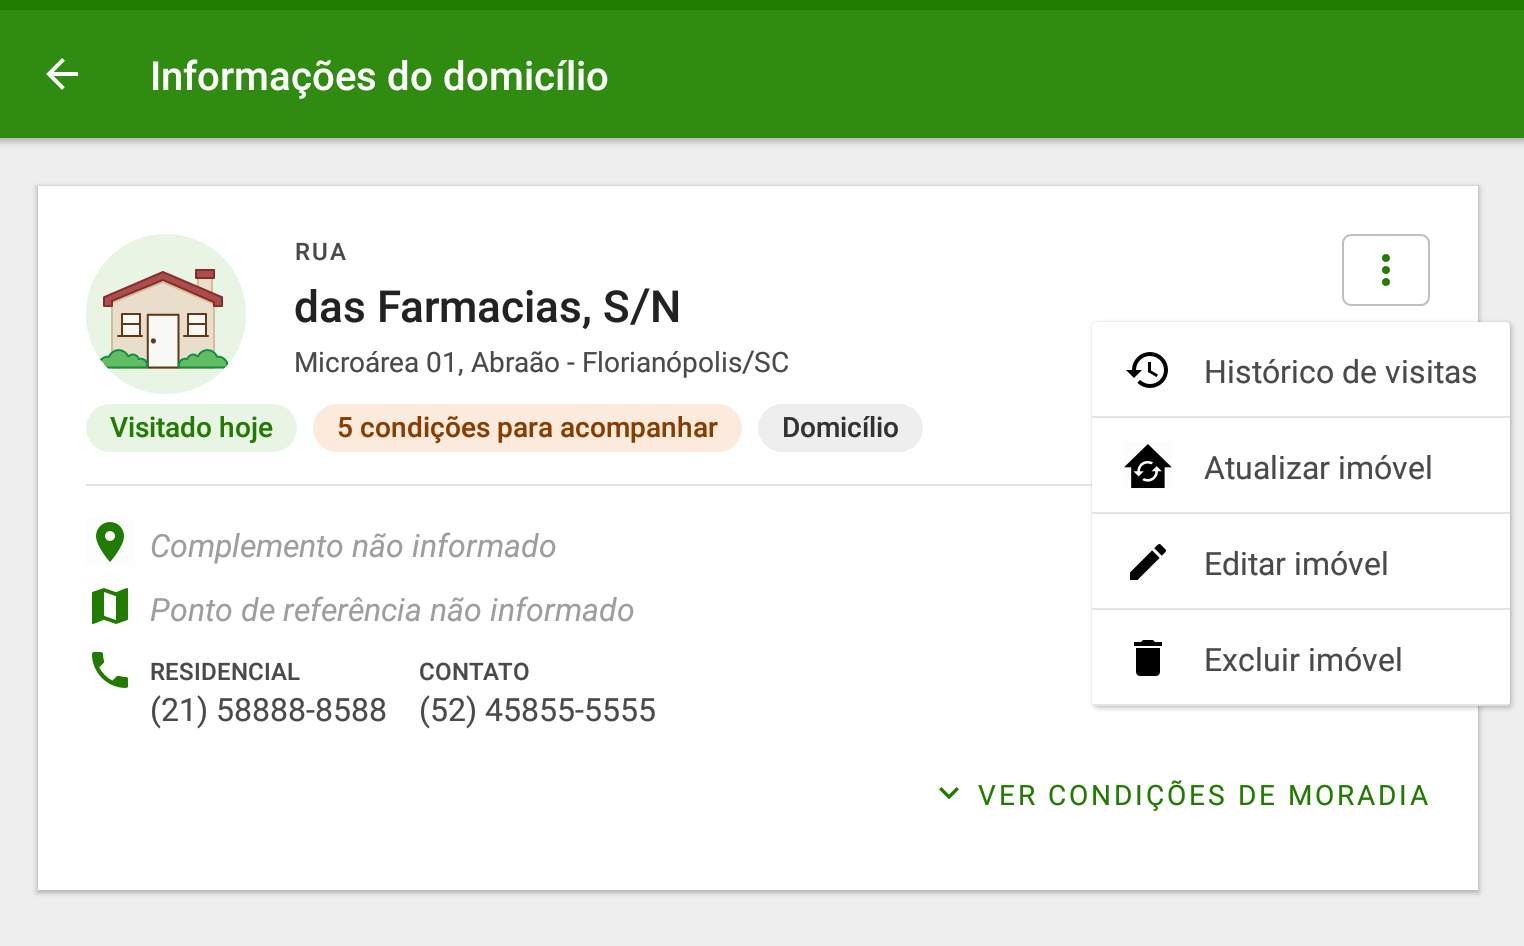 Informações do domicílio
RUA
das Farmacias, S/N
Microárea 01, Abraão - Florianópolis/SC
Visitado hoje
5 condições para acompanhar
Domicílio
Histórico de visitas
Atualizar imóvel
Editar imóvel
Excluir imóvel
Complemento não informado
Ponto de referência não informado
RESIDENCIAL CONTATO
(21) 58888-8588 (52) 45855-5555
VER CONDIÇÕES DE MORADIA